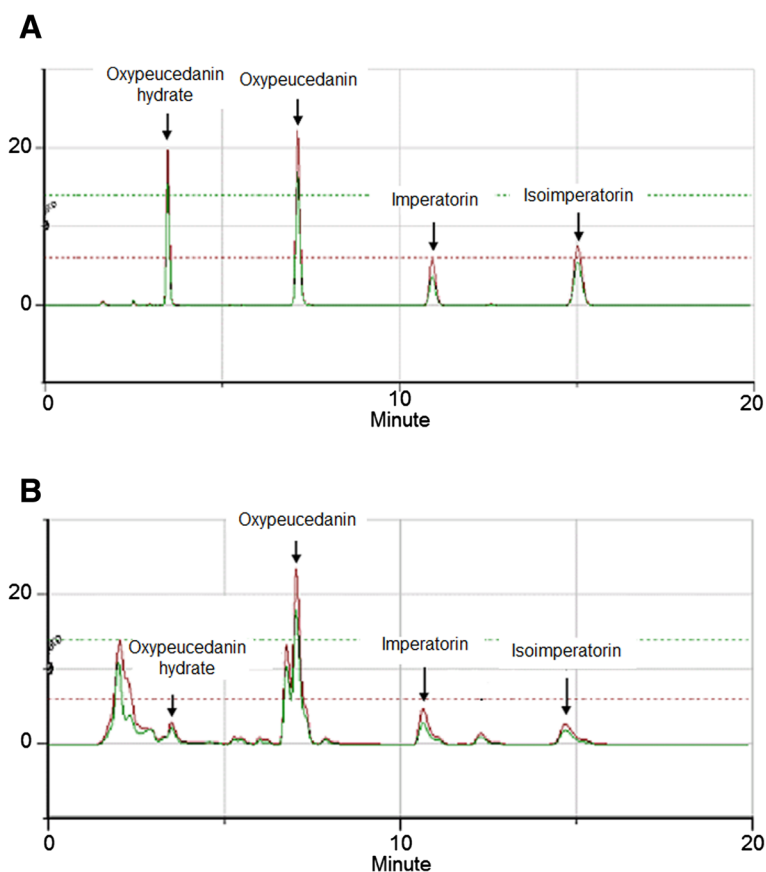 A
Oxypeucedanin
hydrate
Oxypeucedanin
20
Imperatorin
Isoimperatorin
0
0
10
20
Minute
B
Oxypeucedanin
20
Oxypeucedanin
hydrate
Imperatorin
Isoimperatorin
0
0
10
20
Minute